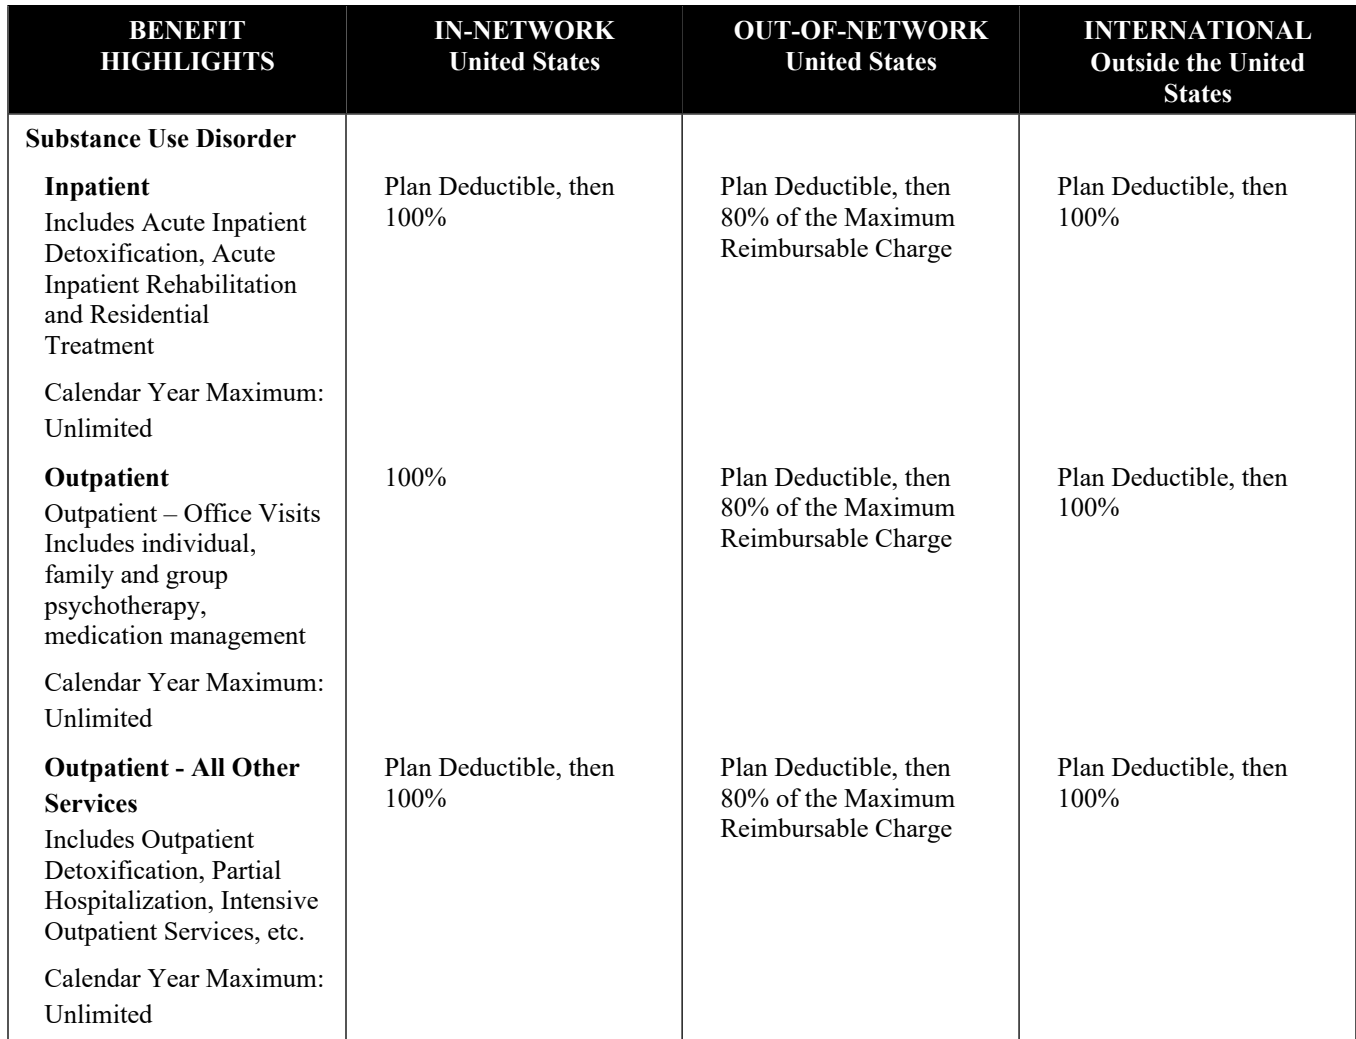 BENEFIT
HIGHLIGHTS
IN-NETWORK
United States
OUT-OF-NETWORK
United States
INTERNATIONAL
Outside the United
States
Substance Use Disorder
Inpatient
Includes Acute Inpatient
Detoxification, Acute
Inpatient Rehabilitation
and Residential
Treatment
Calendar Year Maximum:
Unlimited
Plan Deductible, then
100%
Plan Deductible, then
80% of the Maximum
Reimbursable Charge
Plan Deductible, then
100%
Outpatient
Outpatient – Office Visits
Includes individual,
family and group
psychotherapy,
medication management
Calendar Year Maximum:
Unlimited
100%
Plan Deductible, then
80% of the Maximum
Reimbursable Charge
Plan Deductible, then
100%
Outpatient - All Other
Services
Includes Outpatient
Detoxification, Partial
Hospitalization, Intensive
Outpatient Services, etc.
Calendar Year Maximum:
Unlimited
Plan Deductible, then
100%
Plan Deductible, then
80% of the Maximum
Reimbursable Charge
Plan Deductible, then
100%